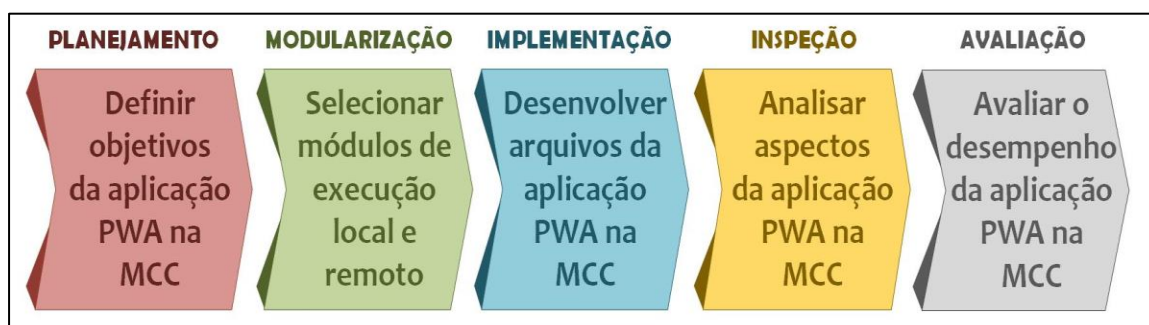 PLANEJAMENTO
Definir
objetivos
da aplicação
PWA na
MCC
MODULARIZAÇÃO
Selecionar
módulos de
execução
local e
remoto
IMPLEMENTAÇÃO
Desenvolver
arquivos da
aplicação
PWA na
MCC
INSPEÇÃO
Analisar
aspectos
da aplicação
PWA na
MCC
AVALIAÇÃO
Avaliar o
desempenho
da aplicação
PWA na
MCC